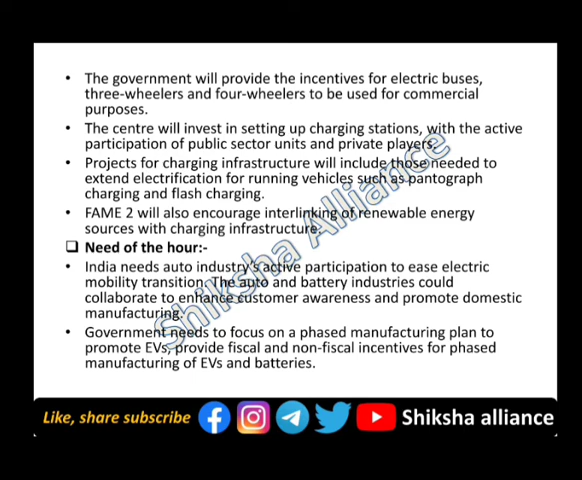 • The government will provide the incentives for electric buses,
three-wheelers and four-wheelers to be used for commercial
purposes.
• The centre will invest in setting up charging stations, with the active
participation of public sector units and private players.
• Projects for charging infrastructure will include those needed to
extend electrification for running vehicles such as pantograph
charging and flash charging.
• FAME 2 will also encourage interlinking of renewable energy
sources with charging infrastructure.
❑ Need of the hour:-
• India needs auto industry's active participation to ease electric
mobility transition. The auto and battery industries could
collaborate to enhance customer awareness and promote domestic
manufacturing.
• Government needs to focus on a phased manufacturing plan to
promote EVs, provide fiscal and non-fiscal incentives for phased
manufacturing of EVs and batteries.
Shiksha Alliance
Like, share subscribe Shiksha alliance